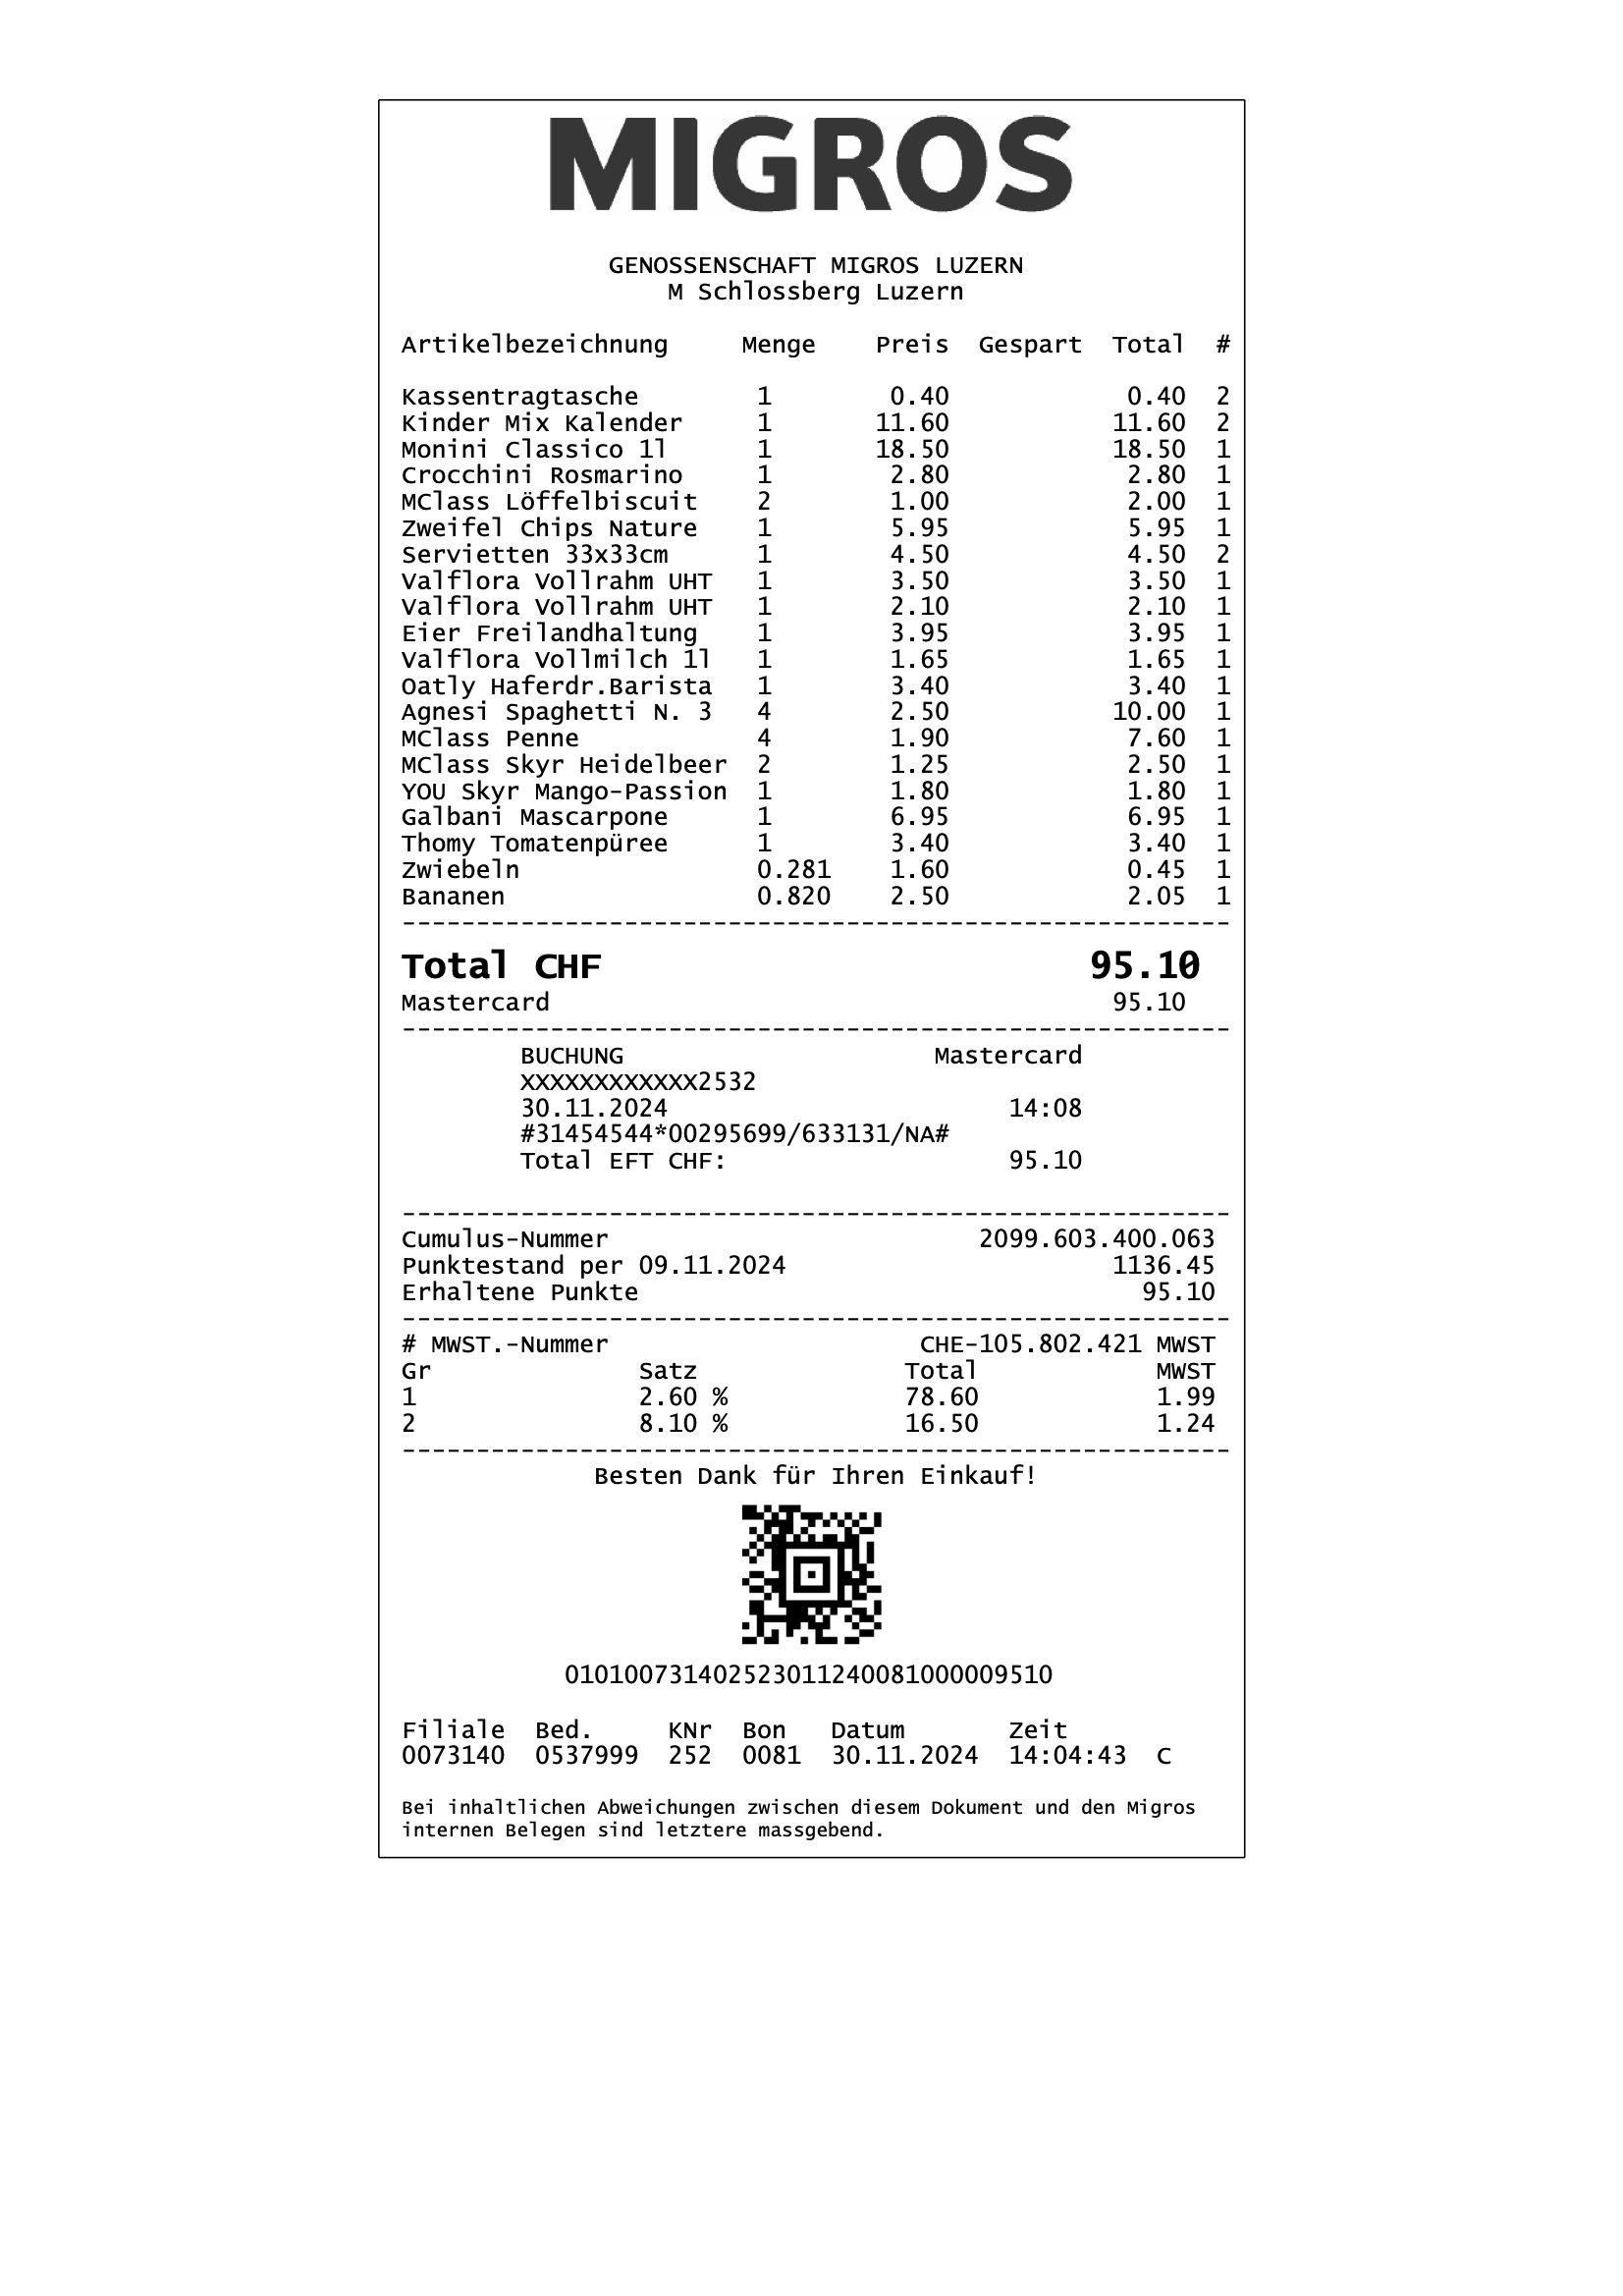 MIGROS
GENOSSENSCHAFT MIGROS LUZERN
M Schlossberg Luzern
Artikelbezeichnung Menge Preis Gespart Total #
Kassentragtasche 1 0.40 0.40 2
Kinder Mix Kalender 1 11.60 11.60 2
Monini Classico 1l 1 18.50 18.50 1
Crocchini Rosmarino 1 2.80 2.80 1
MClass Löffelbiscuit 2 1.00 2.00 1
Zweifel Chips Nature 1 5.95 5.95 1
Servietten 33x33cm 1 4.50 4.50 2
Valflora Vollrahm UHT 1 3.50 3.50 1
Valflora Vollrahm UHT 1 2.10 2.10 1
Eier Freilandhaltung 1 3.95 3.95 1
Valflora Vollmilch 1l 1 1.65 1.65 1
Oatly Haferdr.Barista 1 3.40 3.40 1
Agnesi Spaghetti N. 3 4 2.50 10.00 1
MClass Penne 4 1.90 7.60 1
MClass Skyr Heidelbeer 2 1.25 2.50 1
YOU Skyr Mango-Passion 1 1.80 1.80 1
Galbani Mascarpone 1 6.95 6.95 1
Thomy Tomatenpüree 1 3.40 3.40 1
Zwiebeln 0.281 1.60 0.45 1
Bananen 0.820 2.50 2.05 1
Total CHF 95.10
Mastercard 95.10
BUCHUNG Mastercard
XXXXXXXXXXXX2532
30.11.2024 14:08
#31454544*00295699/633131/NA#
Total EFT CHF: 95.10
Cumulus-Nummer 2099.603.400.063
Punktestand per 09.11.2024 1136.45
Erhaltene Punkte 95.10
# MWST.-Nummer CHE-105.802.421 MWST
Gr Satz Total MWST
1 2.60 % 78.60 1.99
2 8.10 % 16.50 1.24
Besten Dank für Ihren Einkauf!
010100731402523011240081000009510
Filiale Bed. KNr Bon Datum Zeit
0073140 0537999 252 0081 30.11.2024 14:04:43 C
Bei inhaltlichen Abweichungen zwischen diesem Dokument und den Migros
internen Belegen sind letztere massgebend.